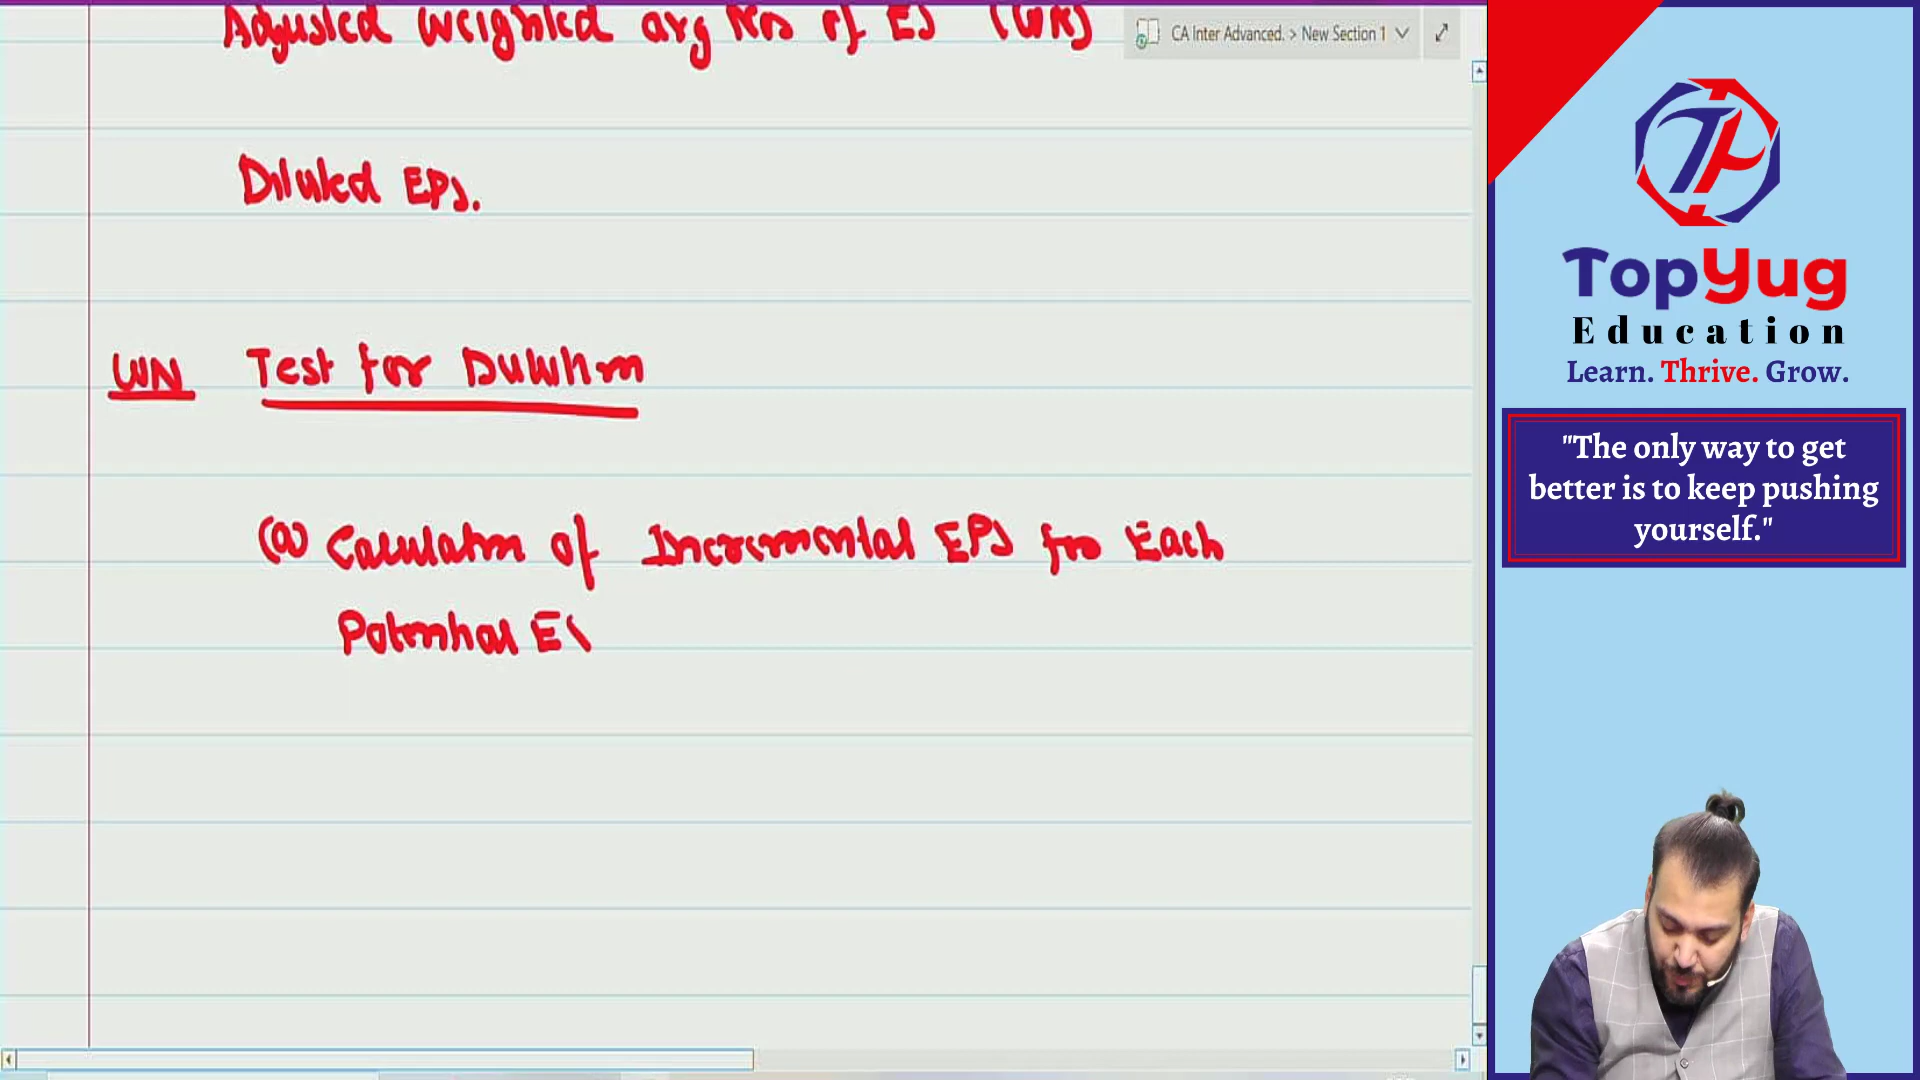 Adjusted weighted avg Nos of ES (WN)
CA Inter Advanced. > New Section 1
Diluted EPS.
WN Test for Dilution
(a) Calculation of Incremental EPS for Each
Potential ES
TopYug
Education
Learn. Thrive. Grow.
"The only way to get
better is to keep pushing
yourself."